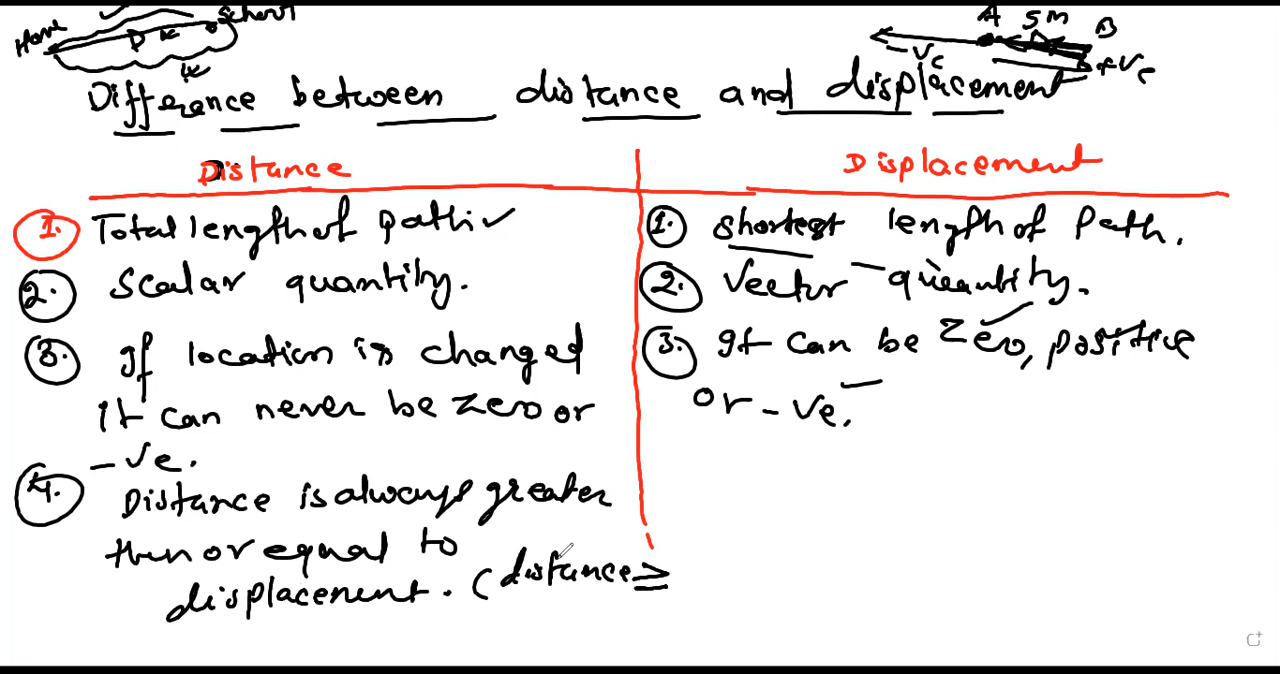 Home
School
D
A 5m B
-ve
+ve
Difference between distance and displacement
Distance
Displacement
1. Total length of path
2. Scalar quantity.
3. If location is changed
It can never be zero or
-ve.
4. Distance is always greater
then or equal to
displacement. (distance ≥
1. shortest length of Path.
2. Vector quantity.
3. It can be zero, positive
or -ve.